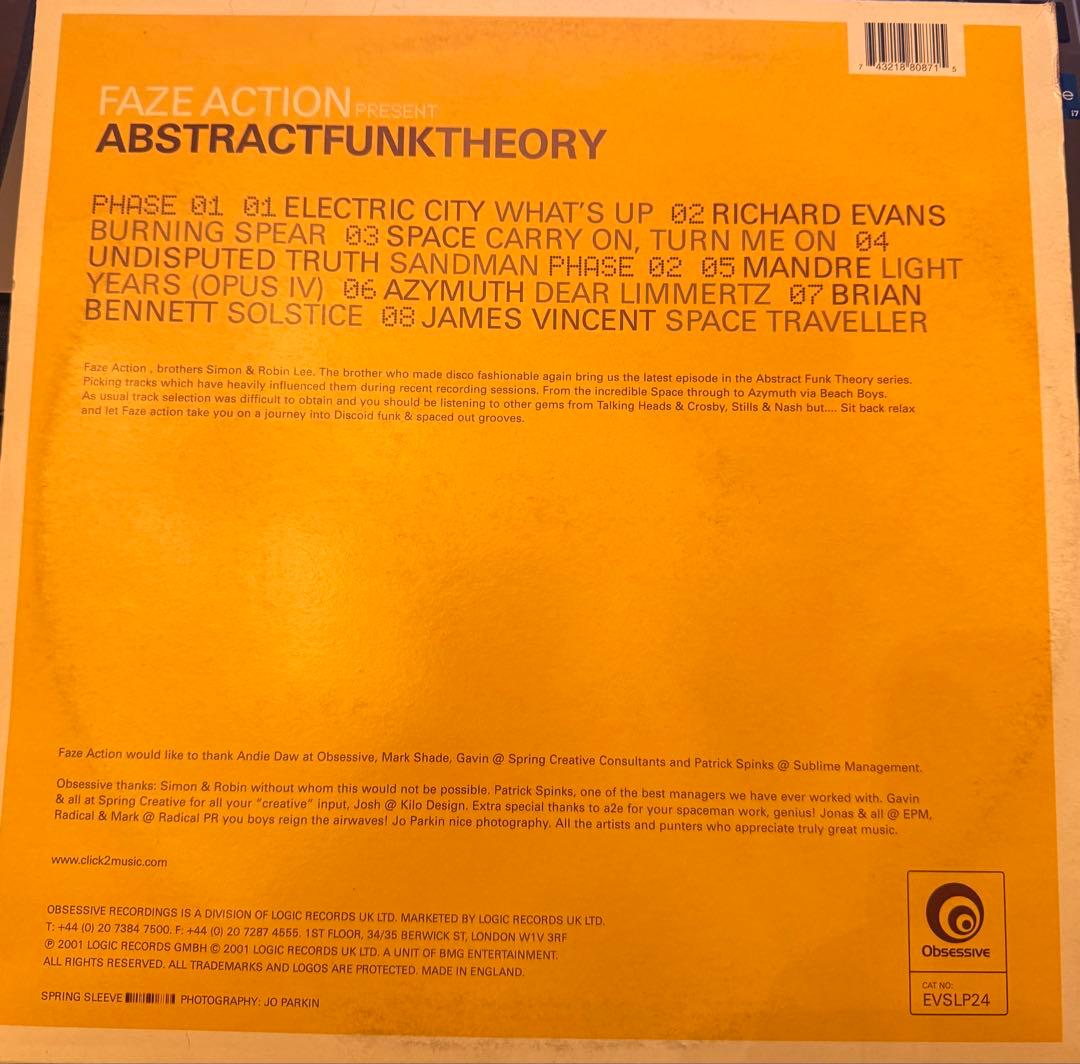 7 43218 80871 5
FAZE ACTION PRESENT
ABSTRACTFUNKTHEORY
PHASE 01 01 ELECTRIC CITY WHAT'S UP 02 RICHARD EVANS
BURNING SPEAR 03 SPACE CARRY ON, TURN ME ON 04
UNDISPUTED TRUTH SANDMAN PHASE 02 05 MANDRE LIGHT
YEARS (OPUS IV) 06 AZYMUTH DEAR LIMMERTZ 07 BRIAN
BENNETT SOLSTICE 08 JAMES VINCENT SPACE TRAVELLER
Faze Action , brothers Simon & Robin Lee. The brother who made disco fashionable again bring us the latest episode in the Abstract Funk Theory series.
Picking tracks which have heavily influenced them during recent recording sessions. From the incredible Space through to Azymuth via Beach Boys.
As usual track selection was difficult to obtain and you should be listening to other gems from Talking Heads & Crosby, Stills & Nash but.... Sit back relax
and let Faze action take you on a journey into Discoid funk & spaced out grooves.
Faze Action would like to thank Andie Daw at Obsessive, Mark Shade, Gavin @ Spring Creative Consultants and Patrick Spinks @ Sublime Management.
Obsessive thanks: Simon & Robin without whom this would not be possible. Patrick Spinks, one of the best managers we have ever worked with. Gavin
& all at Spring Creative for all your "creative" input, Josh @ Kilo Design. Extra special thanks to a2e for your spaceman work, genius! Jonas & all @ EPM,
Radical & Mark @ Radical PR you boys reign the airwaves! Jo Parkin nice photography. All the artists and punters who appreciate truly great music.
www.click2music.com
OBSESSIVE RECORDINGS IS A DIVISION OF LOGIC RECORDS UK LTD. MARKETED BY LOGIC RECORDS UK LTD.
T: +44 (0) 20 7384 7500. F: +44 (0) 20 7287 4555. 1ST FLOOR, 34/35 BERWICK ST, LONDON W1V 3RF
℗ 2001 LOGIC RECORDS GMBH © 2001 LOGIC RECORDS UK LTD. A UNIT OF BMG ENTERTAINMENT.
ALL RIGHTS RESERVED. ALL TRADEMARKS AND LOGOS ARE PROTECTED. MADE IN ENGLAND.
SPRING SLEEVE PHOTOGRAPHY: JO PARKIN
OBSESSIVE
CAT NO:
EVSLP24
i7